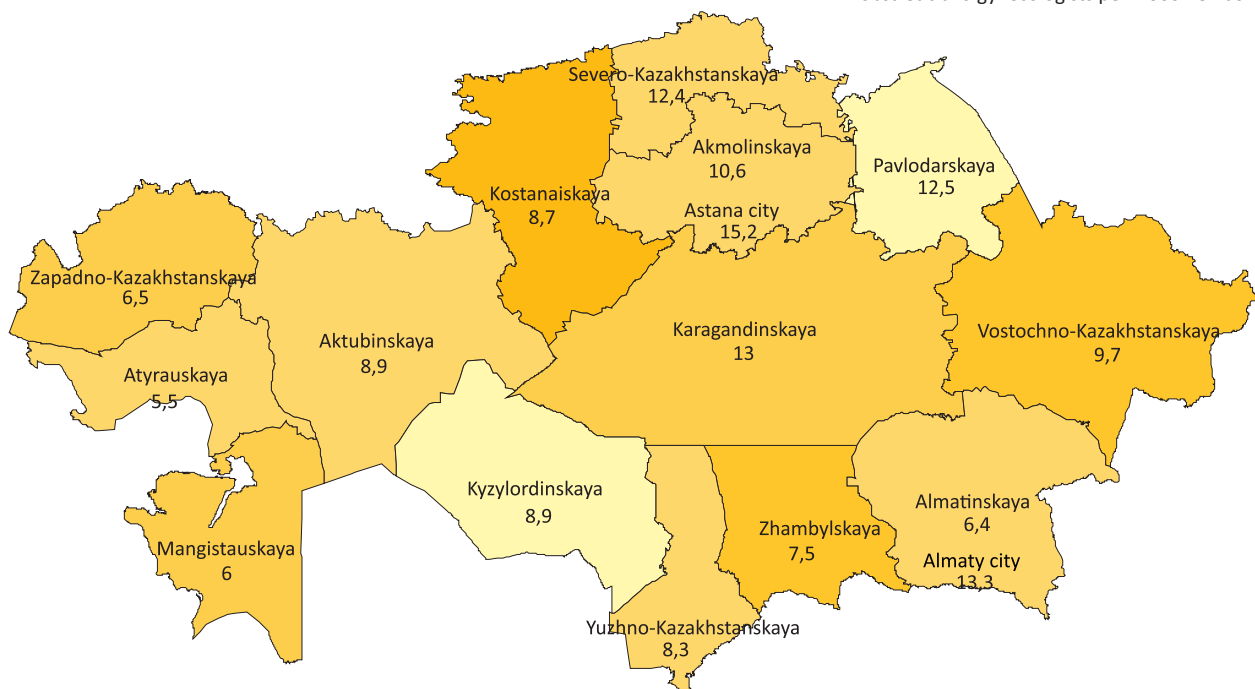 Severo-Kazakhstanskaya
12,4
Akmolinskaya
10,6
Pavlodarskaya
12,5
Kostanaiskaya
8,7
Astana city
15,2
Zapadno-Kazakhstanskaya
6,5
Aktubinskaya
8,9
Karagandinskaya
13
Vostochno-Kazakhstanskaya
9,7
Atyrauskaya
5,5
Kyzylordinskaya
8,9
Almatinskaya
6,4
Zhambylskaya
7,5
Mangistauskaya
6
Almaty city
13,3
Yuzhno-Kazakhstanskaya
8,3